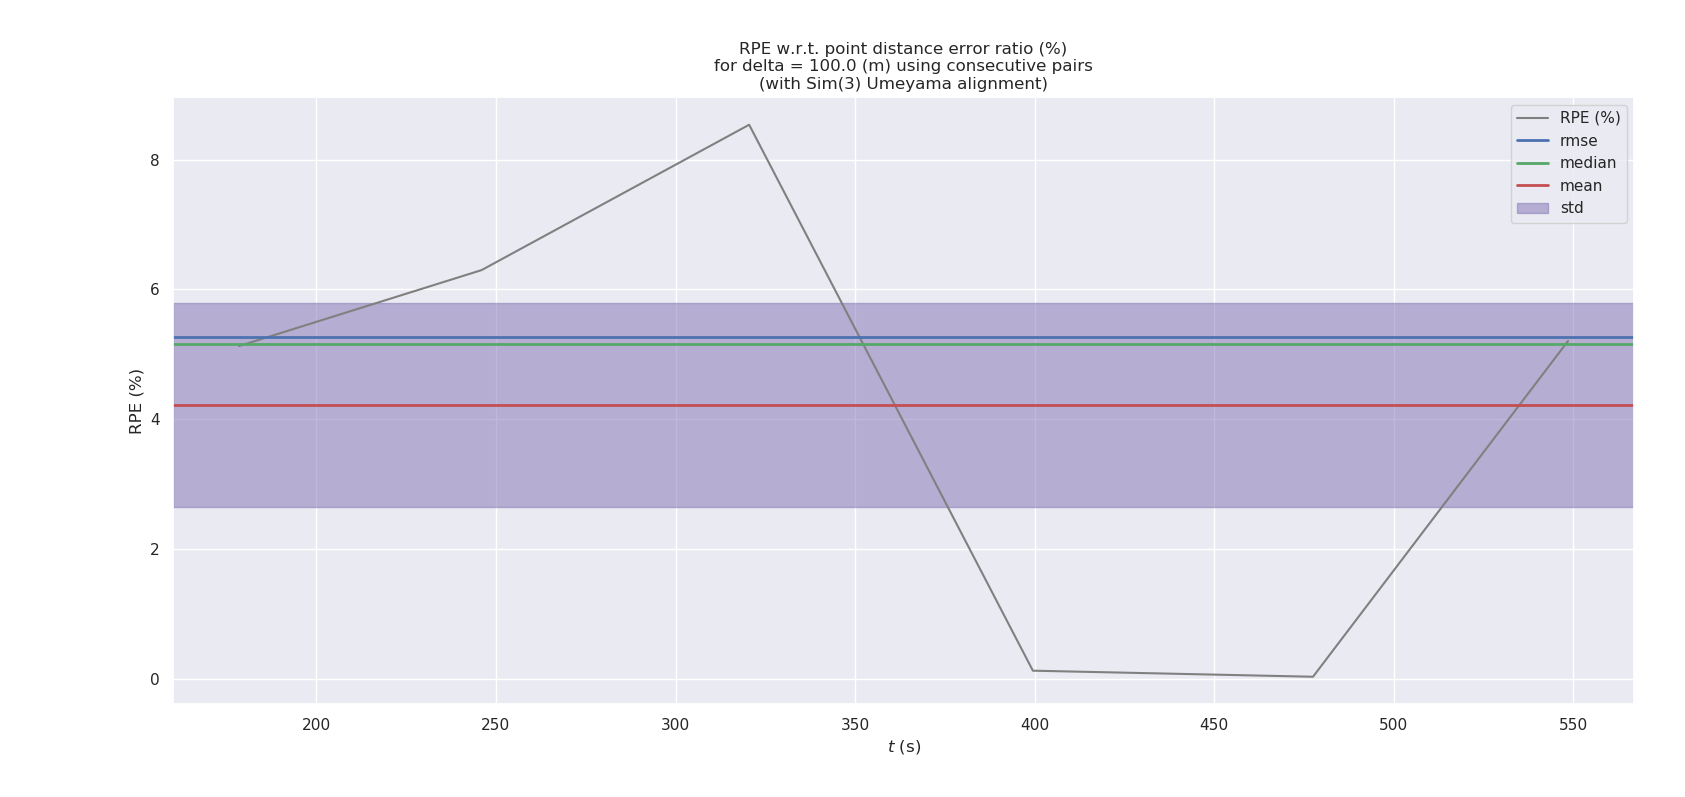 RPE w.r.t. point distance error ratio (%)
for delta = 100.0 (m) using consecutive pairs
(with Sim(3) Umeyama alignment)
RPE (%)
rmse
median
mean
std
8
6
4
2
0
RPE (%)
200 250 300 350 400 450 500 550
t (s)